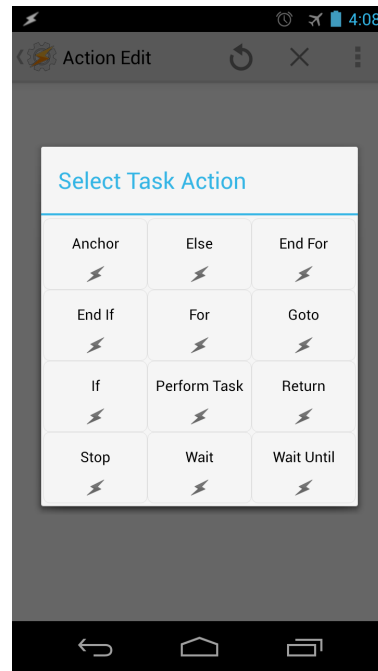 4:08
Action Edit
Select Task Action
Anchor Else End For
End If For Goto
If Perform Task Return
Stop Wait Wait Until